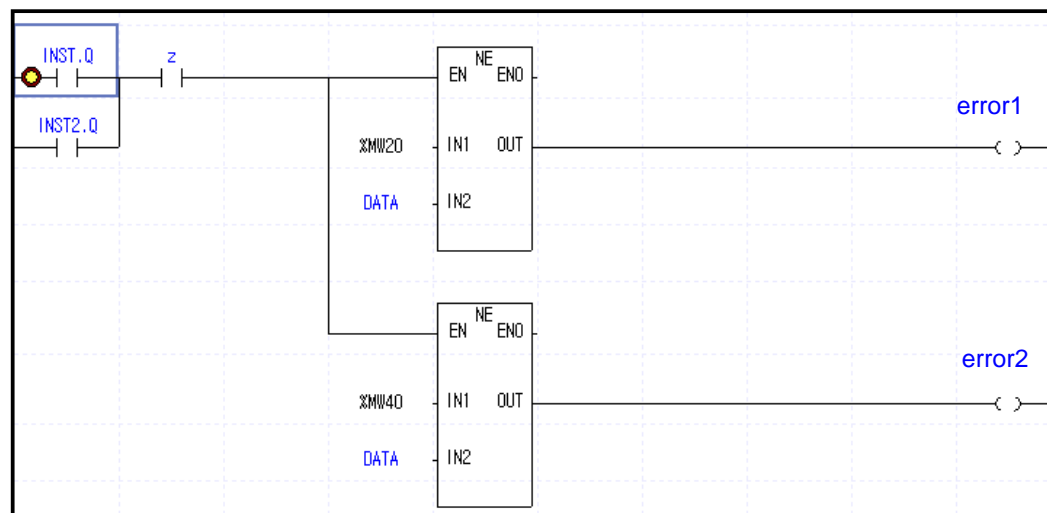 INST.Q z
NE
EN ENO
error1
INST2.Q
%MW20 IN1 OUT
DATA IN2
NE
EN ENO
error2
%MW40 IN1 OUT
DATA IN2